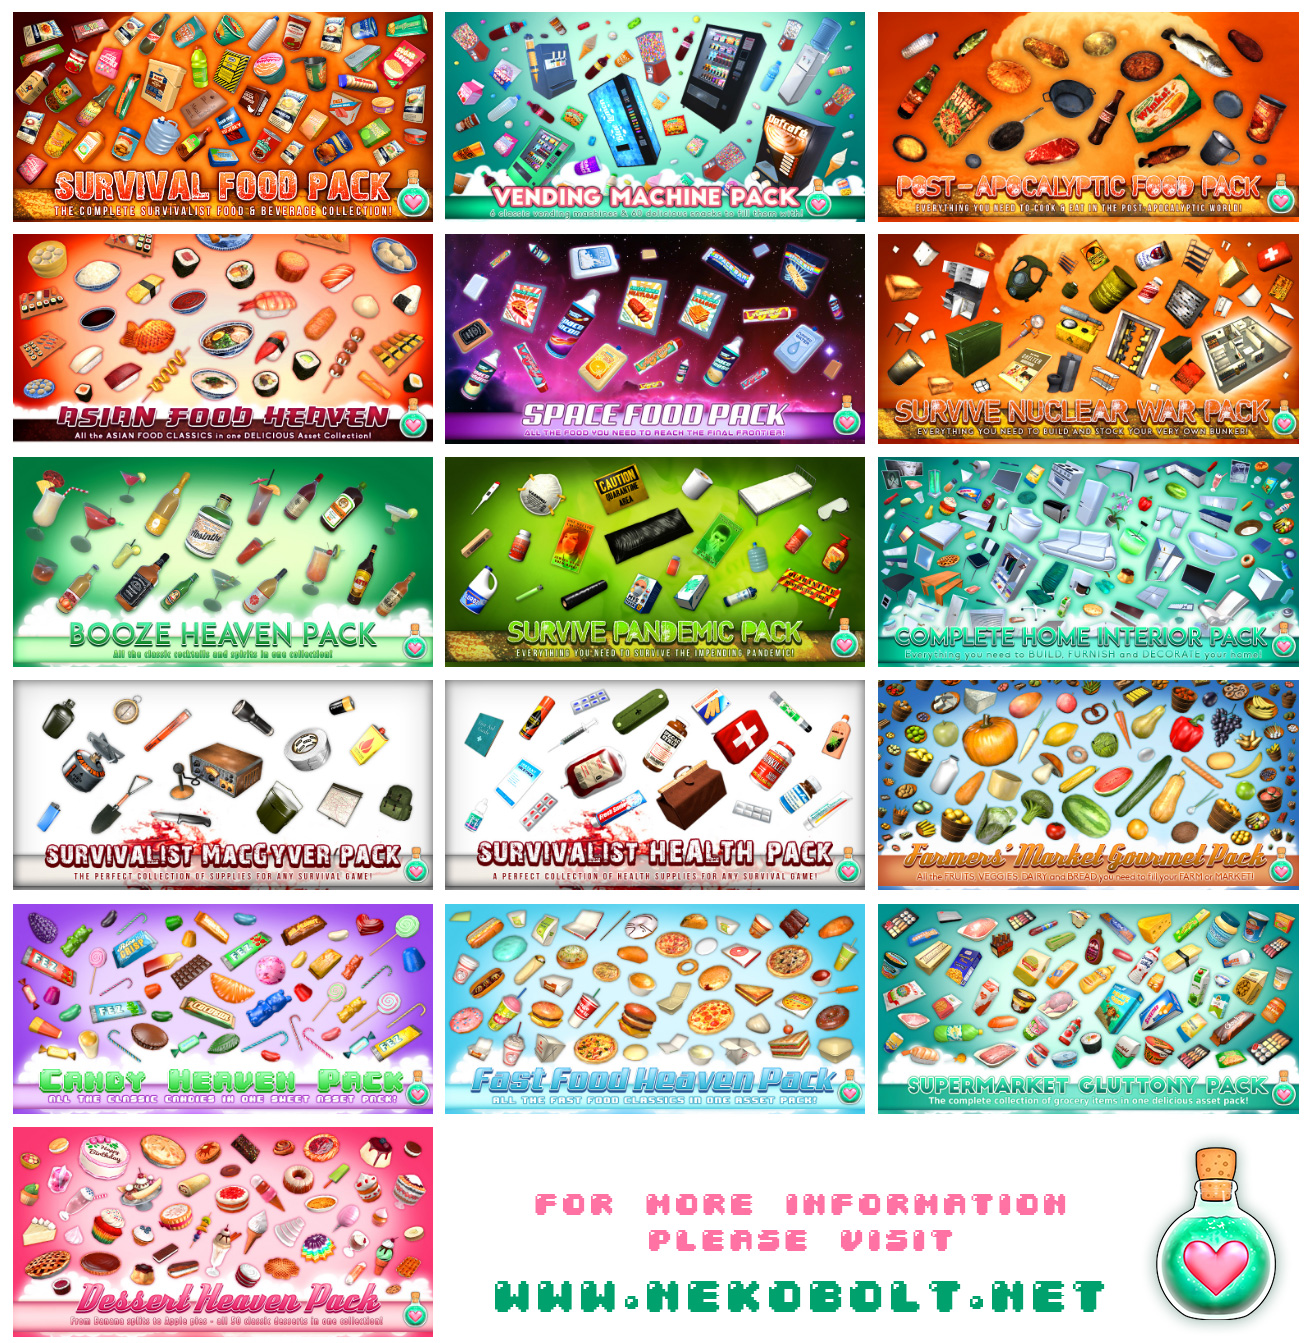 SURVIVAL FOOD PACK
THE COMPLETE SURVIVALIST FOOD & BEVERAGE COLLECTION!
VENDING MACHINE PACK
6 classic vending machines & 60 delicious snacks to fill them with!
POST-APOCALYPTIC FOOD PACK
EVERYTHING YOU NEED TO COOK & EAT IN THE POST-APOCALYPTIC WORLD!
ASIAN FOOD HEAVEN
All the ASIAN FOOD CLASSICS in one DELICIOUS Asset Collection!
SPACE FOOD PACK
ALL THE FOOD YOU NEED TO REACH THE FINAL FRONTIER!
SURVIVE NUCLEAR WAR PACK
EVERYTHING YOU NEED TO BUILD AND STOCK YOUR VERY OWN BUNKER!
Absinthe
BOOZE HEAVEN PACK
All the classic cocktails and spirits in one collection!
CAUTION
QUARANTINE
AREA
SURVIVE PANDEMIC PACK
EVERYTHING YOU NEED TO SURVIVE THE IMPENDING PANDEMIC!
COMPLETE HOME INTERIOR PACK
Everything you need to BUILD, FURNISH and DECORATE your home!
SURVIVALIST MACGYVER PACK
THE PERFECT COLLECTION OF SUPPLIES FOR ANY SURVIVAL GAME!
SURVIVALIST HEALTH PACK
A PERFECT COLLECTION OF HEALTH SUPPLIES FOR ANY SURVIVAL GAME!
Farmers' Market Gourmet Pack
All the FRUITS, VEGGIES, DAIRY and BREAD you need to fill your FARM or MARKET!
CANDY HEAVEN PACK
ALL THE CLASSIC CANDIES IN ONE SWEET ASSET PACK!
Fast Food Heaven Pack
ALL THE FAST FOOD CLASSICS IN ONE ASSET PACK!
SUPERMARKET GLUTTONY PACK
The complete collection of grocery items in one delicious asset pack!
Happy
Birthday
Dessert Heaven Pack
From Banana splits to Apple pies - all 50 classic desserts in one collection!
FOR MORE INFORMATION
PLEASE VISIT
WWW.NEKOBOLT.NET